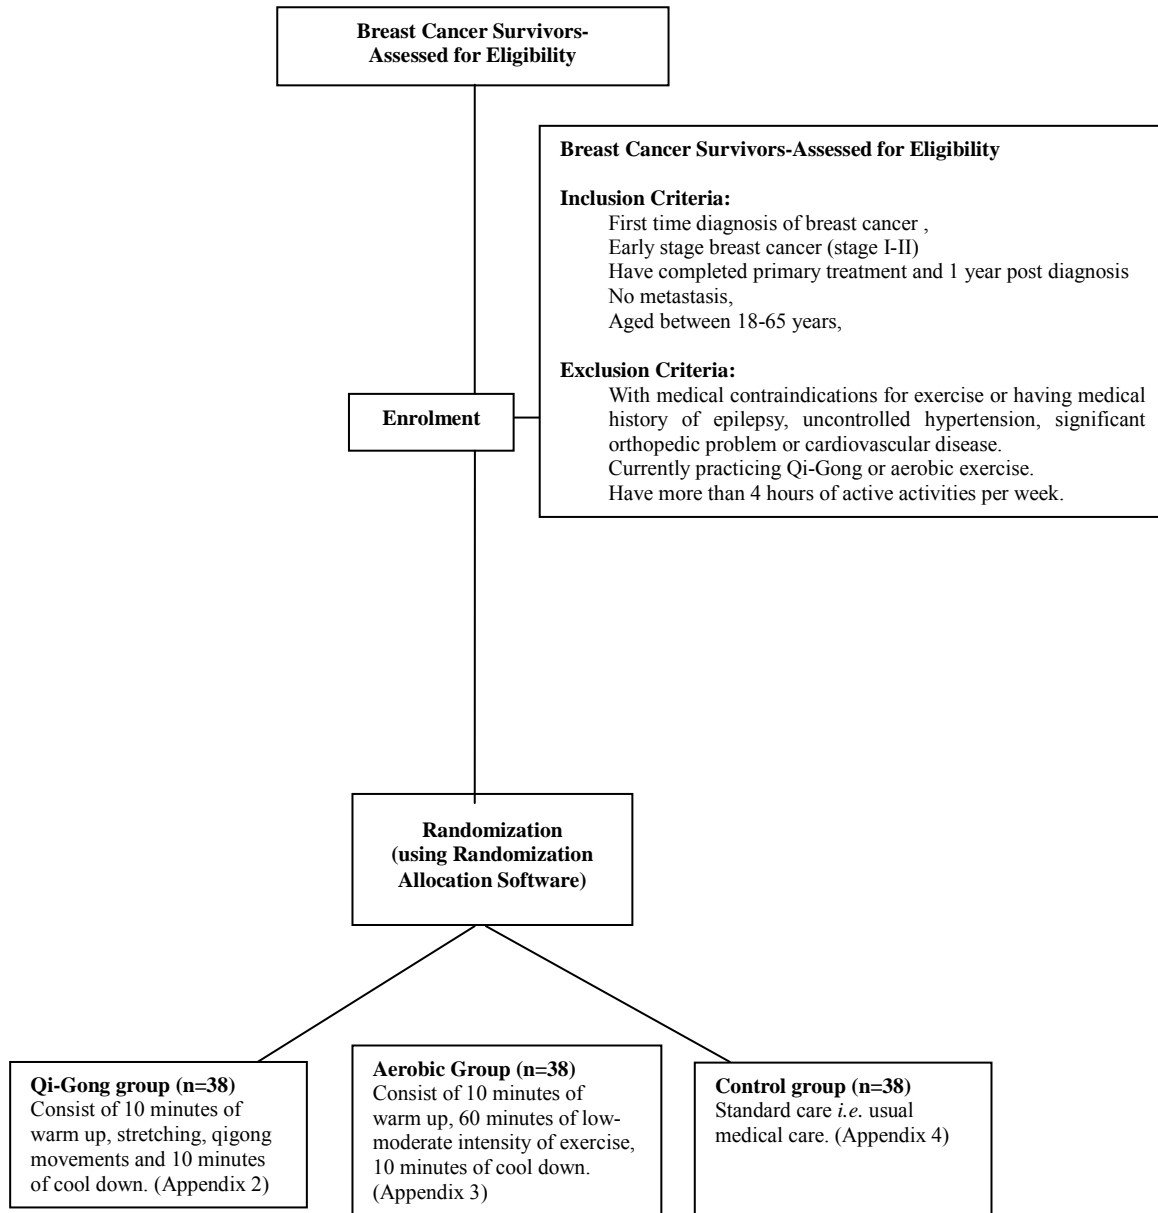 Breast Cancer Survivors-
Assessed for Eligibility
Breast Cancer Survivors-Assessed for Eligibility
Inclusion Criteria:
First time diagnosis of breast cancer ,
Early stage breast cancer (stage I-II)
Have completed primary treatment and 1 year post diagnosis
No metastasis,
Aged between 18-65 years,
Exclusion Criteria:
With medical contraindications for exercise or having medical
history of epilepsy, uncontrolled hypertension, significant
orthopedic problem or cardiovascular disease.
Currently practicing Qi-Gong or aerobic exercise.
Have more than 4 hours of active activities per week.
Enrolment
Randomization
(using Randomization
Allocation Software)
Qi-Gong group (n=38)
Consist of 10 minutes of
warm up, stretching, qigong
movements and 10 minutes
of cool down. (Appendix 2)
Aerobic Group (n=38)
Consist of 10 minutes of
warm up, 60 minutes of low-
moderate intensity of exercise,
10 minutes of cool down.
(Appendix 3)
Control group (n=38)
Standard care i.e. usual
medical care. (Appendix 4)